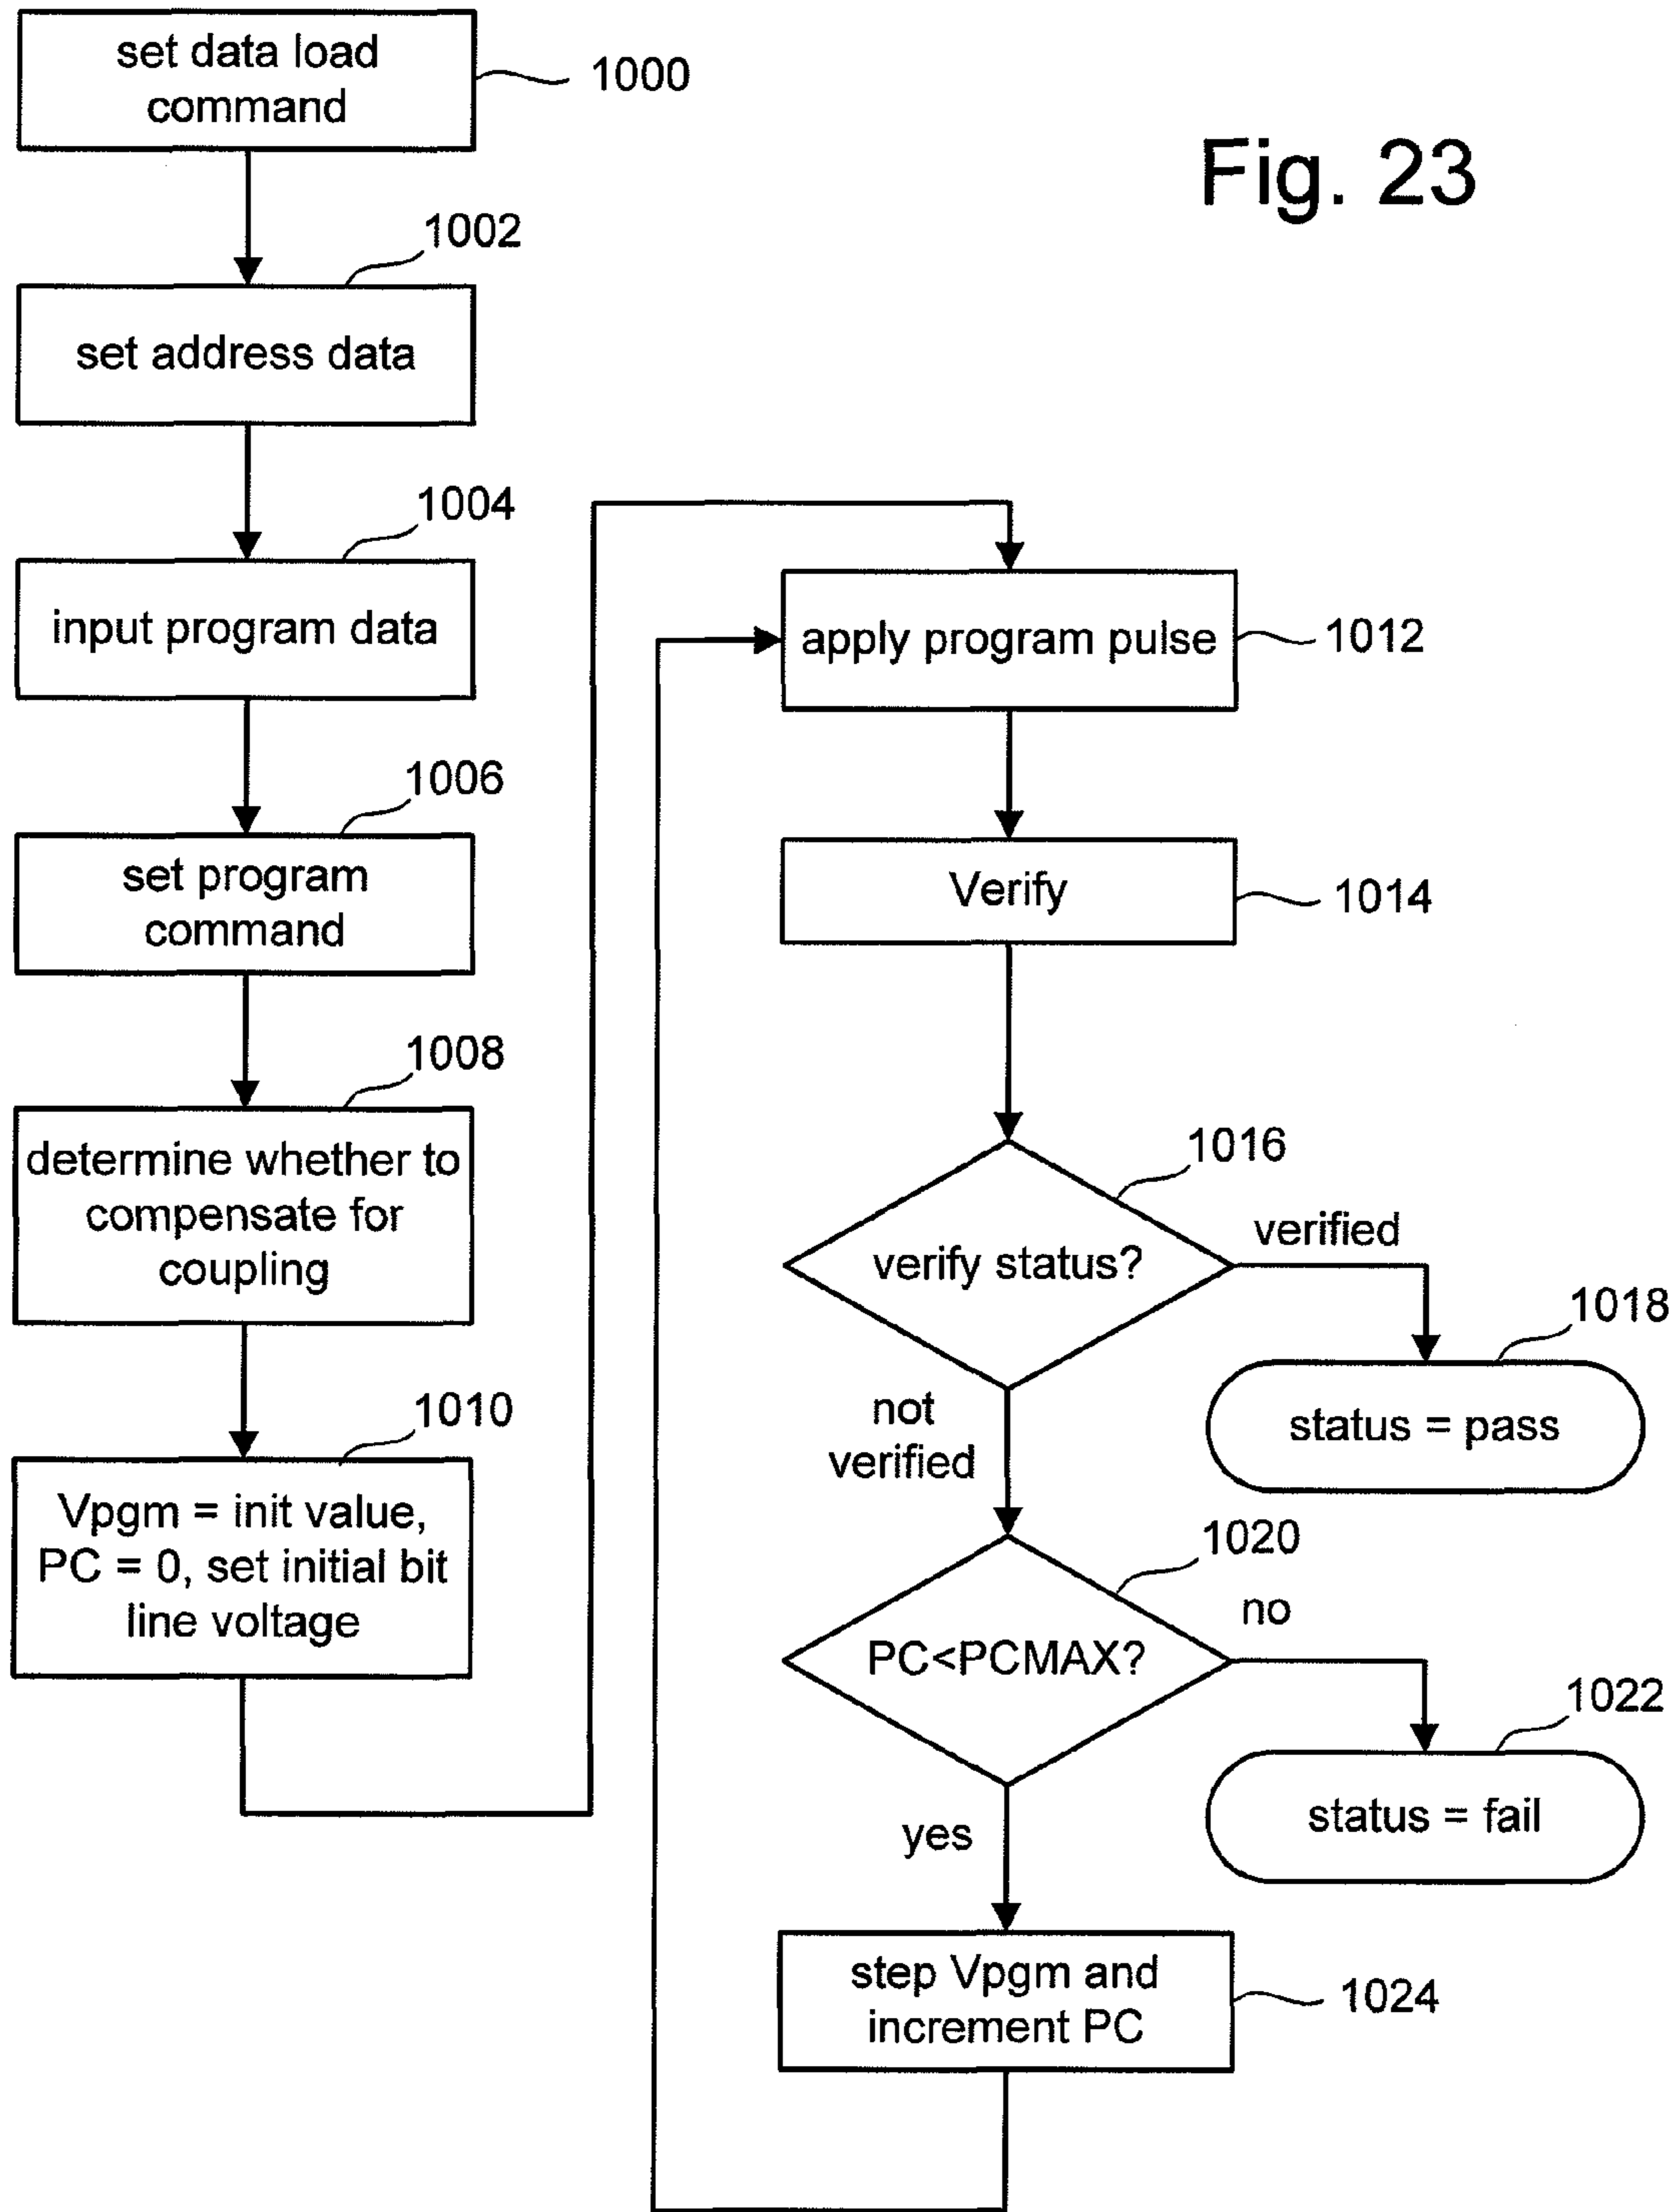 Fig. 23
set data load
command
1000
1002
set address data
1004
input program data
1006
set program
command
1008
determine whether to
compensate for
coupling
1010
Vpgm = init value,
PC = 0, set initial bit
line voltage
apply program pulse
1012
Verify
1014
1016
verify status?
verified
1018
status = pass
not
verified
1020
PC<PCMAX?
no
1022
status = fail
yes
step Vpgm and
increment PC
1024